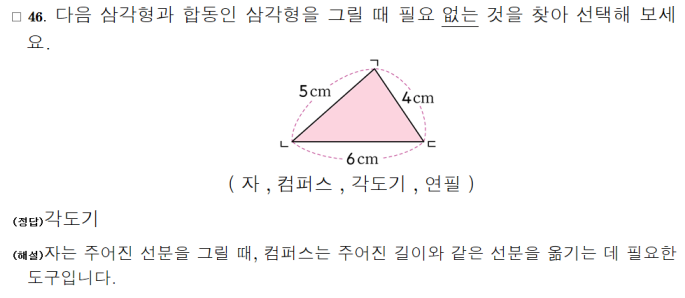 □ 46. 다음 삼각형과 합동인 삼각형을 그릴 때 필요 없는 것을 찾아 선택해 보세
요.
ㄱ
5cm
4cm
ㄴ
ㄷ
6cm
( 자 , 컴퍼스 , 각도기 , 연필 )
(정답)각도기
(해설)자는 주어진 선분을 그릴 때, 컴퍼스는 주어진 길이와 같은 선분을 옮기는 데 필요한
도구입니다.